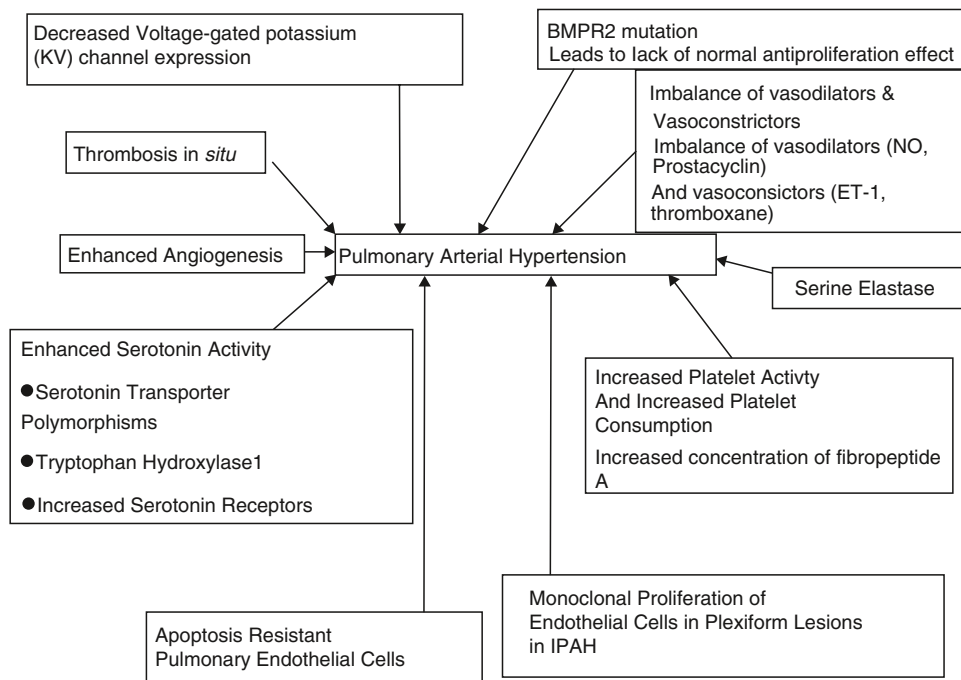 Decreased Voltage-gated potassium
(KV) channel expression
BMPR2 mutation
Leads to lack of normal antiproliferation effect
Imbalance of vasodilators &
Vasoconstrictors
Imbalance of vasodilators (NO,
Prostacyclin)
And vasoconsictors (ET-1,
thromboxane)
Thrombosis in situ
Enhanced Angiogenesis
Pulmonary Arterial Hypertension
Serine Elastase
Enhanced Serotonin Activity
●Serotonin Transporter
Polymorphisms
●Tryptophan Hydroxylase1
●Increased Serotonin Receptors
Increased Platelet Activty
And Increased Platelet
Consumption
Increased concentration of fibropeptide
A
Apoptosis Resistant
Pulmonary Endothelial Cells
Monoclonal Proliferation of
Endothelial Cells in Plexiform Lesions
in IPAH